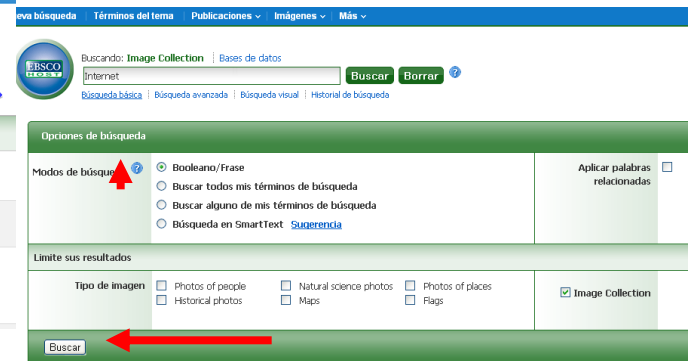 eva búsqueda Términos del tema Publicaciones Imágenes Más
EBSCO HOST
Buscando: Image Collection Bases de datos
Internet Buscar Borrar ?
Búsqueda básica Búsqueda avanzada Búsqueda visual Historial de búsqueda
Opciones de búsqueda
Modos de búsque ? Booleano/Frase Aplicar palabras
relacionadas
Buscar todos mis términos de búsqueda
Buscar alguno de mis términos de búsqueda
Búsqueda en SmartText Sugerencia
Limite sus resultados
Tipo de imagen Photos of people Natural science photos Photos of places Image Collection
Historical photos Maps Flags
Buscar